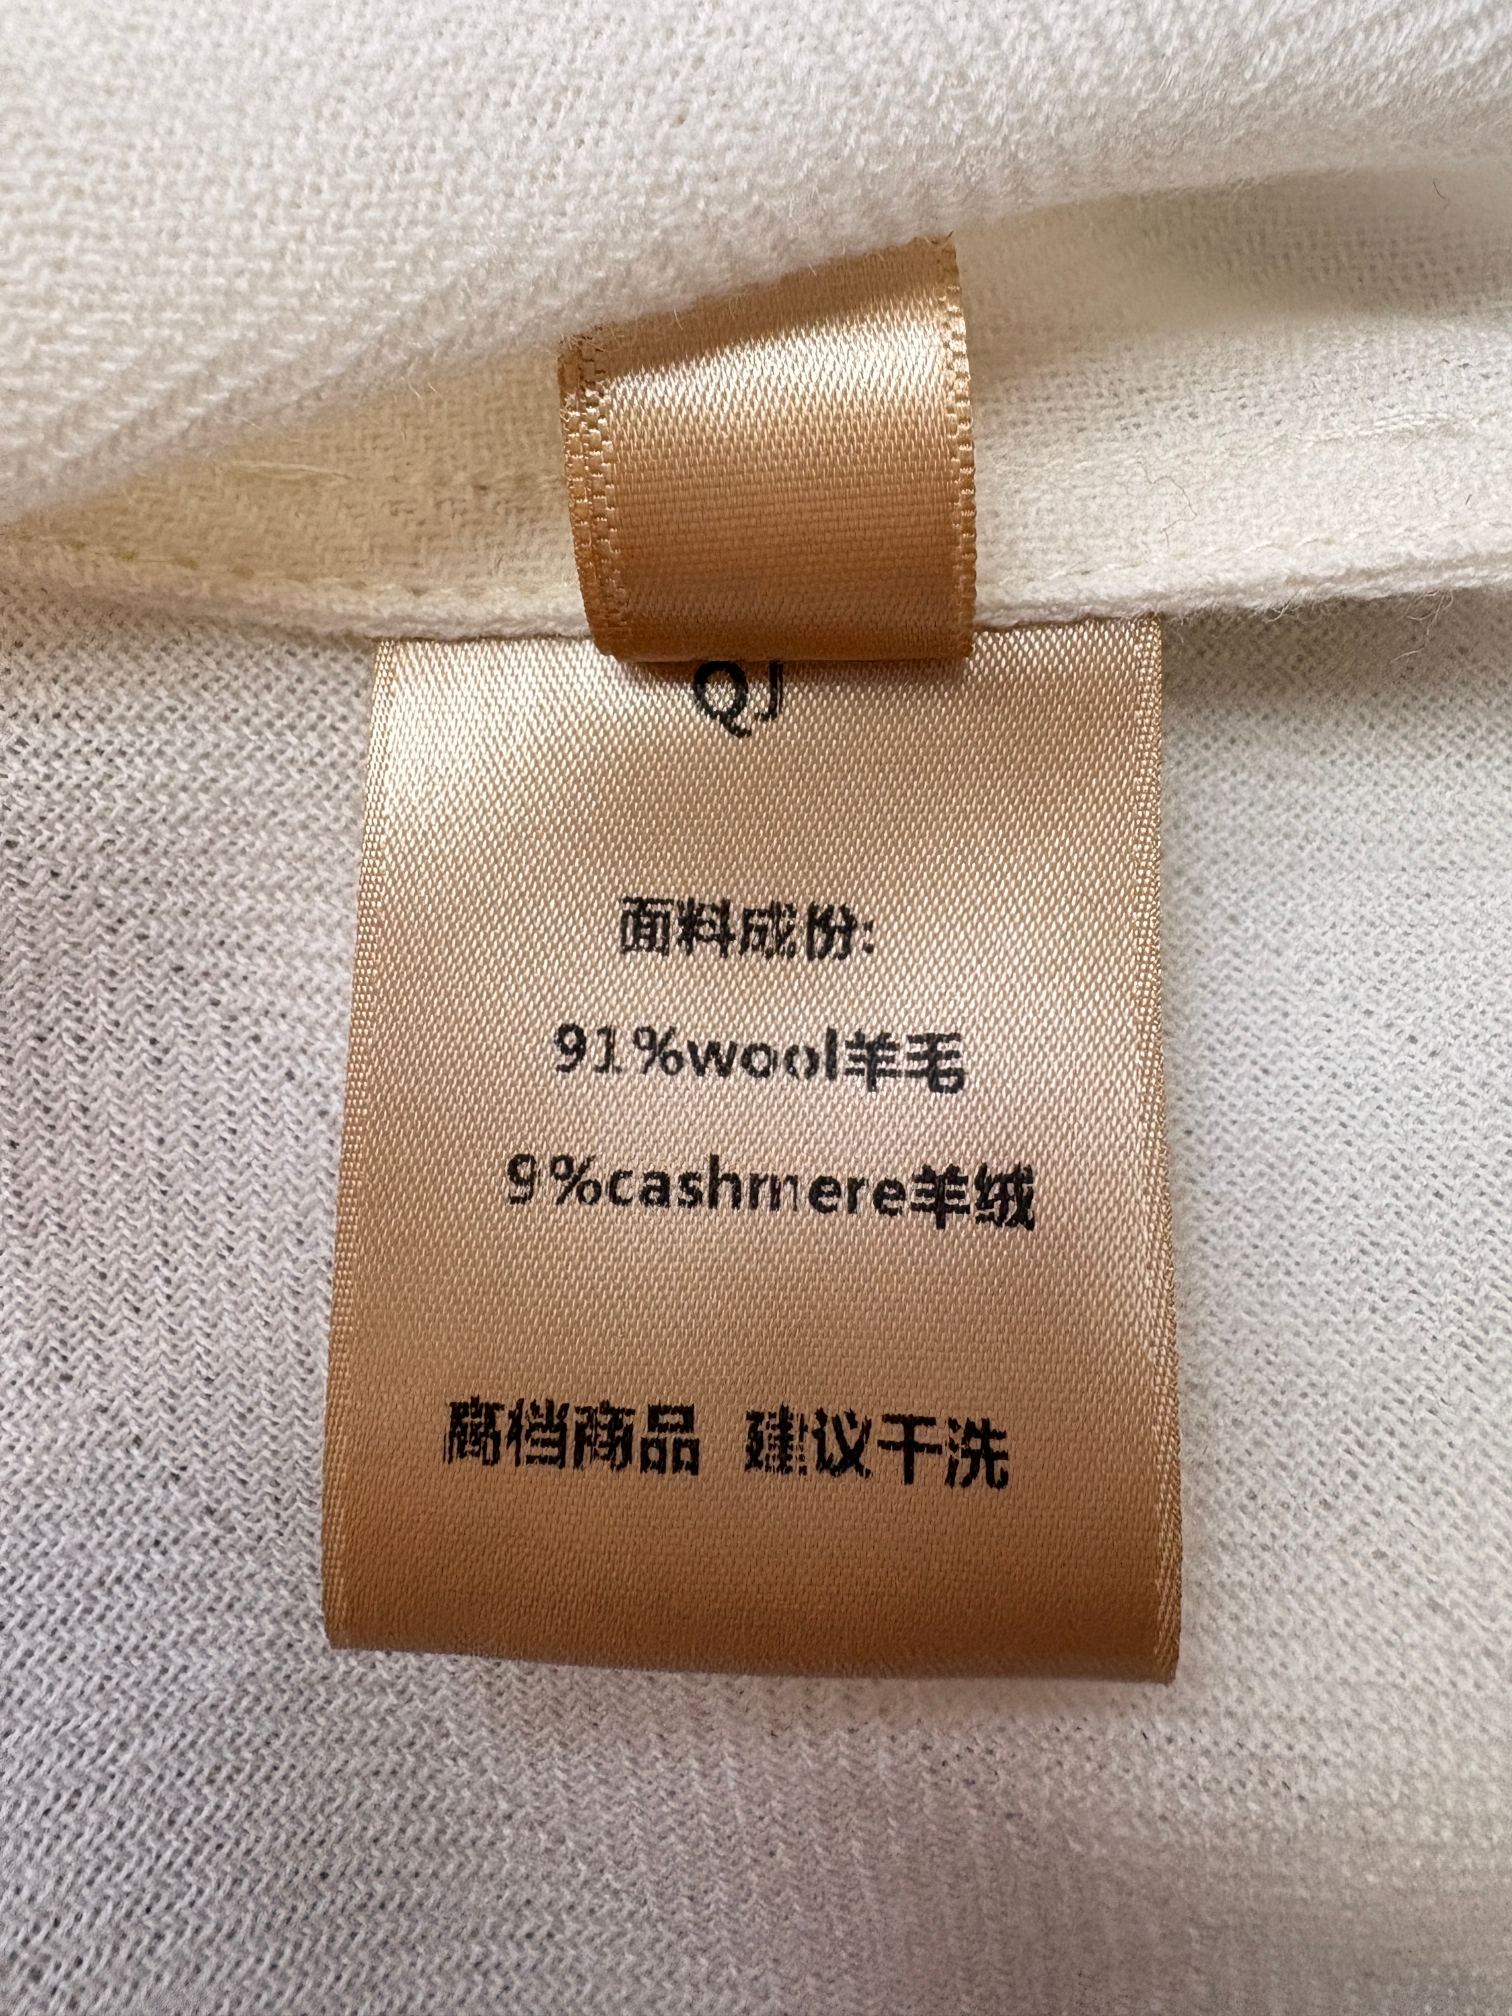 QJ
面料成份:
91%wool羊毛
9%cashmere羊绒
高档商品 建议干洗